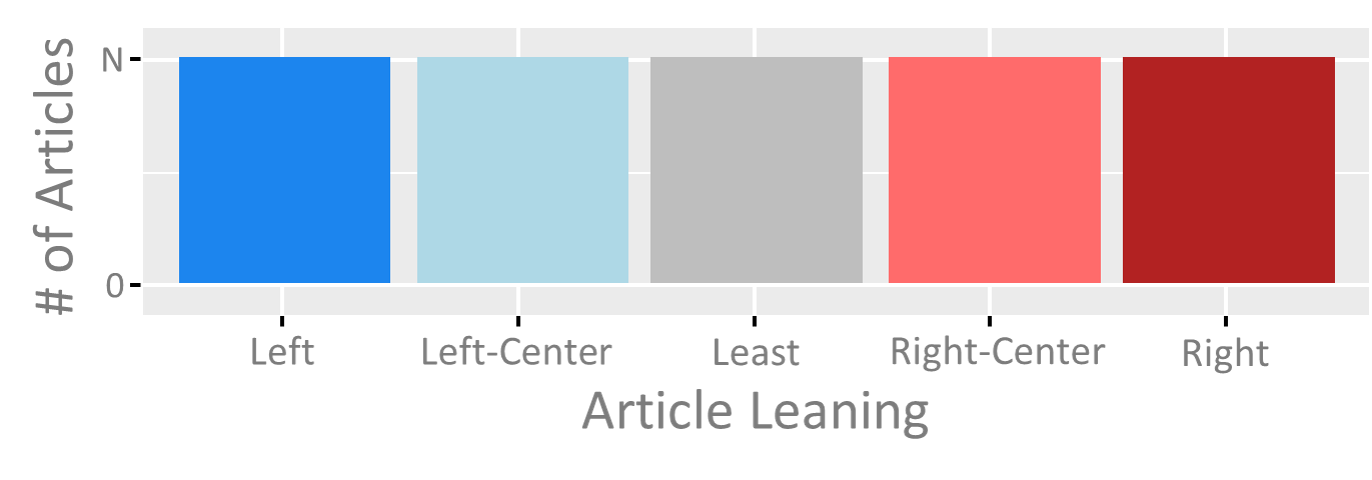 # of Articles
N
0
Left
Left-Center
Least
Right-Center
Right
Article Leaning